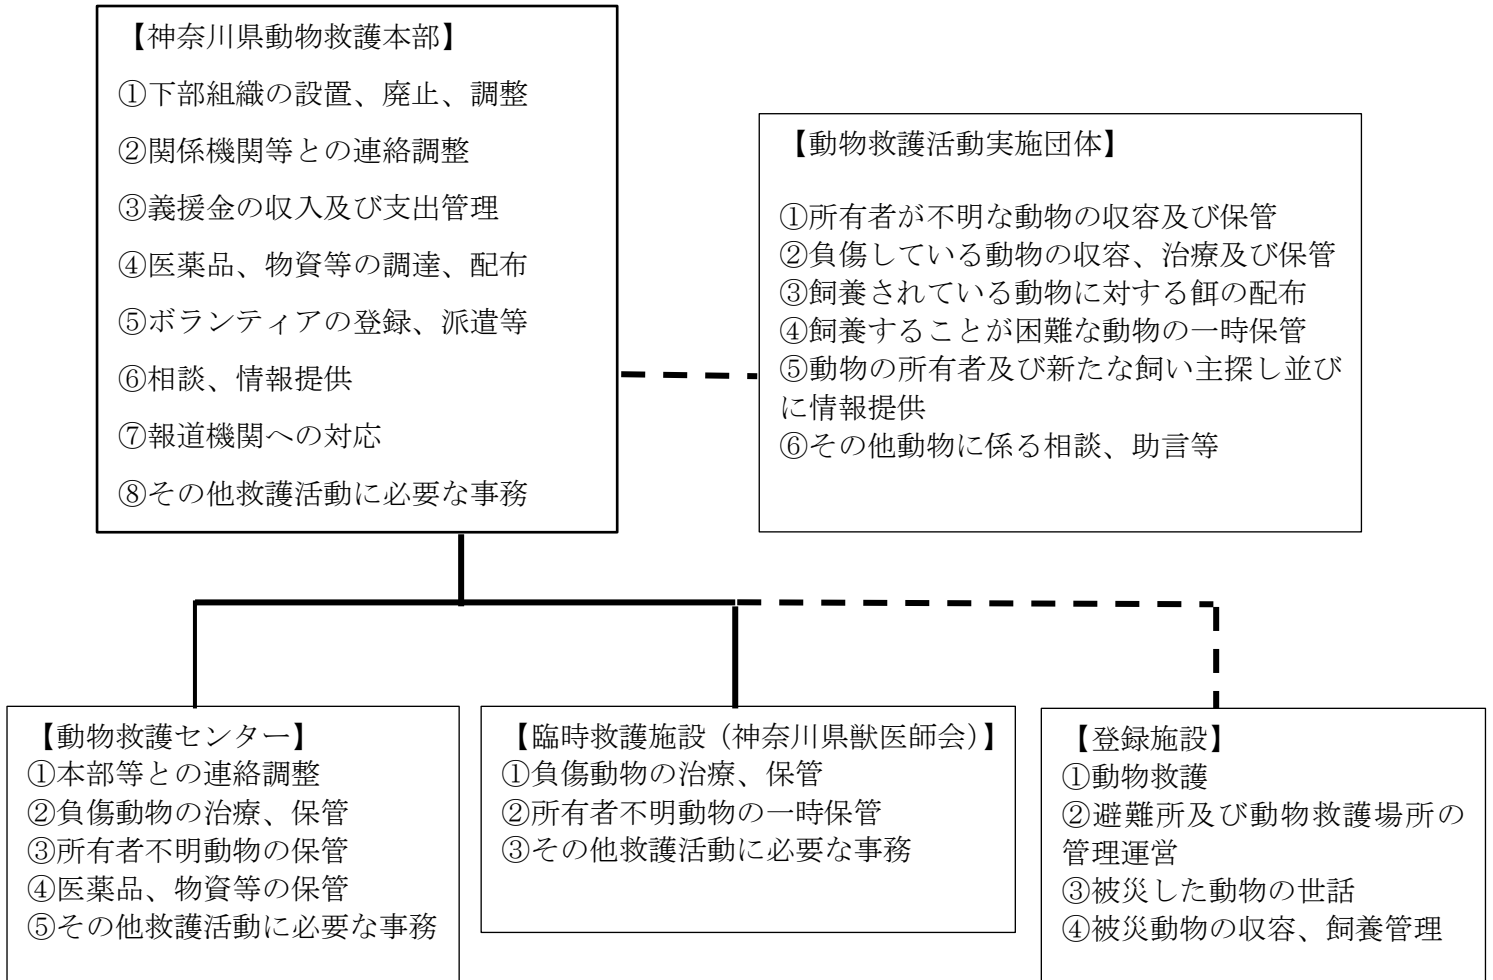 【神奈川県動物救護本部】
①下部組織の設置、廃止、調整
②関係機関等との連絡調整
③義援金の収入及び支出管理
④医薬品、物資等の調達、配布
⑤ボランティアの登録、派遣等
⑥相談、情報提供
⑦報道機関への対応
⑧その他救護活動に必要な事務
【動物救護活動実施団体】
①所有者が不明な動物の収容及び保管
②負傷している動物の収容、治療及び保管
③飼養されている動物に対する餌の配布
④飼養することが困難な動物の一時保管
⑤動物の所有者及び新たな飼い主探し並び
に情報提供
⑥その他動物に係る相談、助言等
【動物救護センター】
①本部等との連絡調整
②負傷動物の治療、保管
③所有者不明動物の保管
④医薬品、物資等の保管
⑤その他救護活動に必要な事務
【臨時救護施設（神奈川県獣医師会）】
①負傷動物の治療、保管
②所有者不明動物の一時保管
③その他救護活動に必要な事務
【登録施設】
①動物救護
②避難所及び動物救護場所の
管理運営
③被災した動物の世話
④被災動物の収容、飼養管理